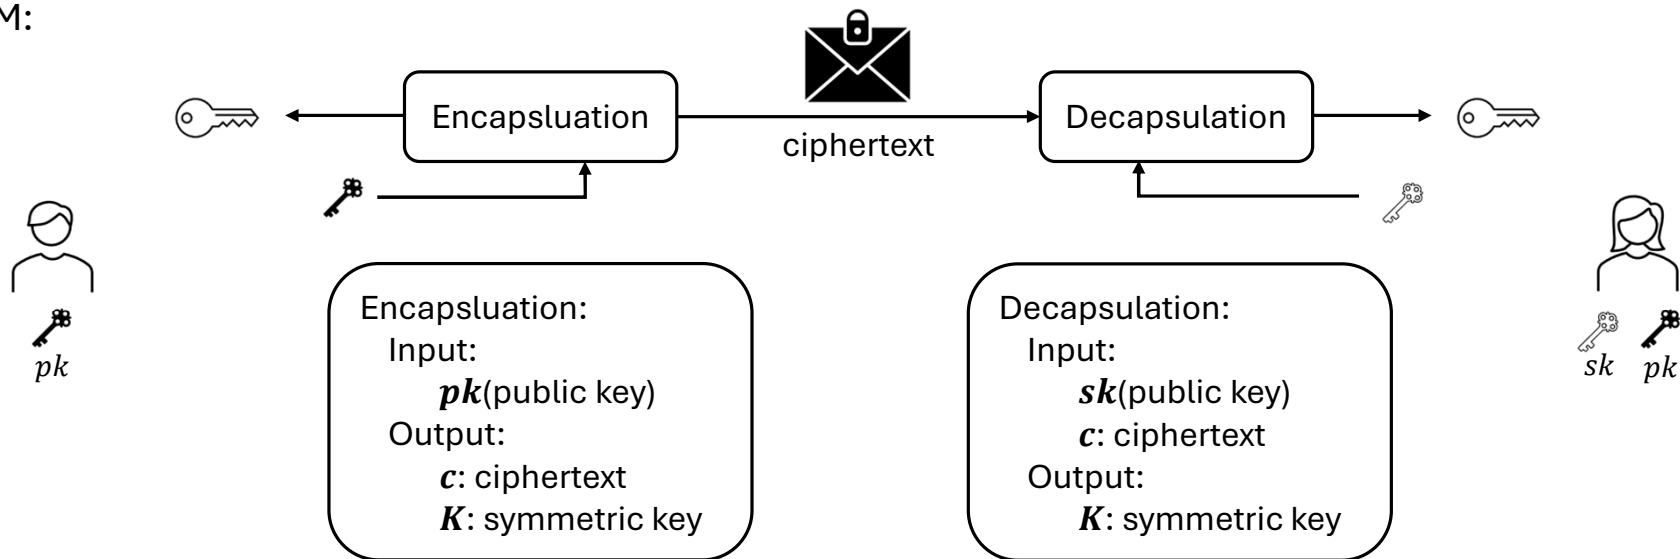 M:
Encapsluation
ciphertext
Decapsulation
pk
Encapsluation:
Input:
pk(public key)
Output:
c: ciphertext
K: symmetric key
Decapsulation:
Input:
sk(public key)
c: ciphertext
Output:
K: symmetric key
sk pk